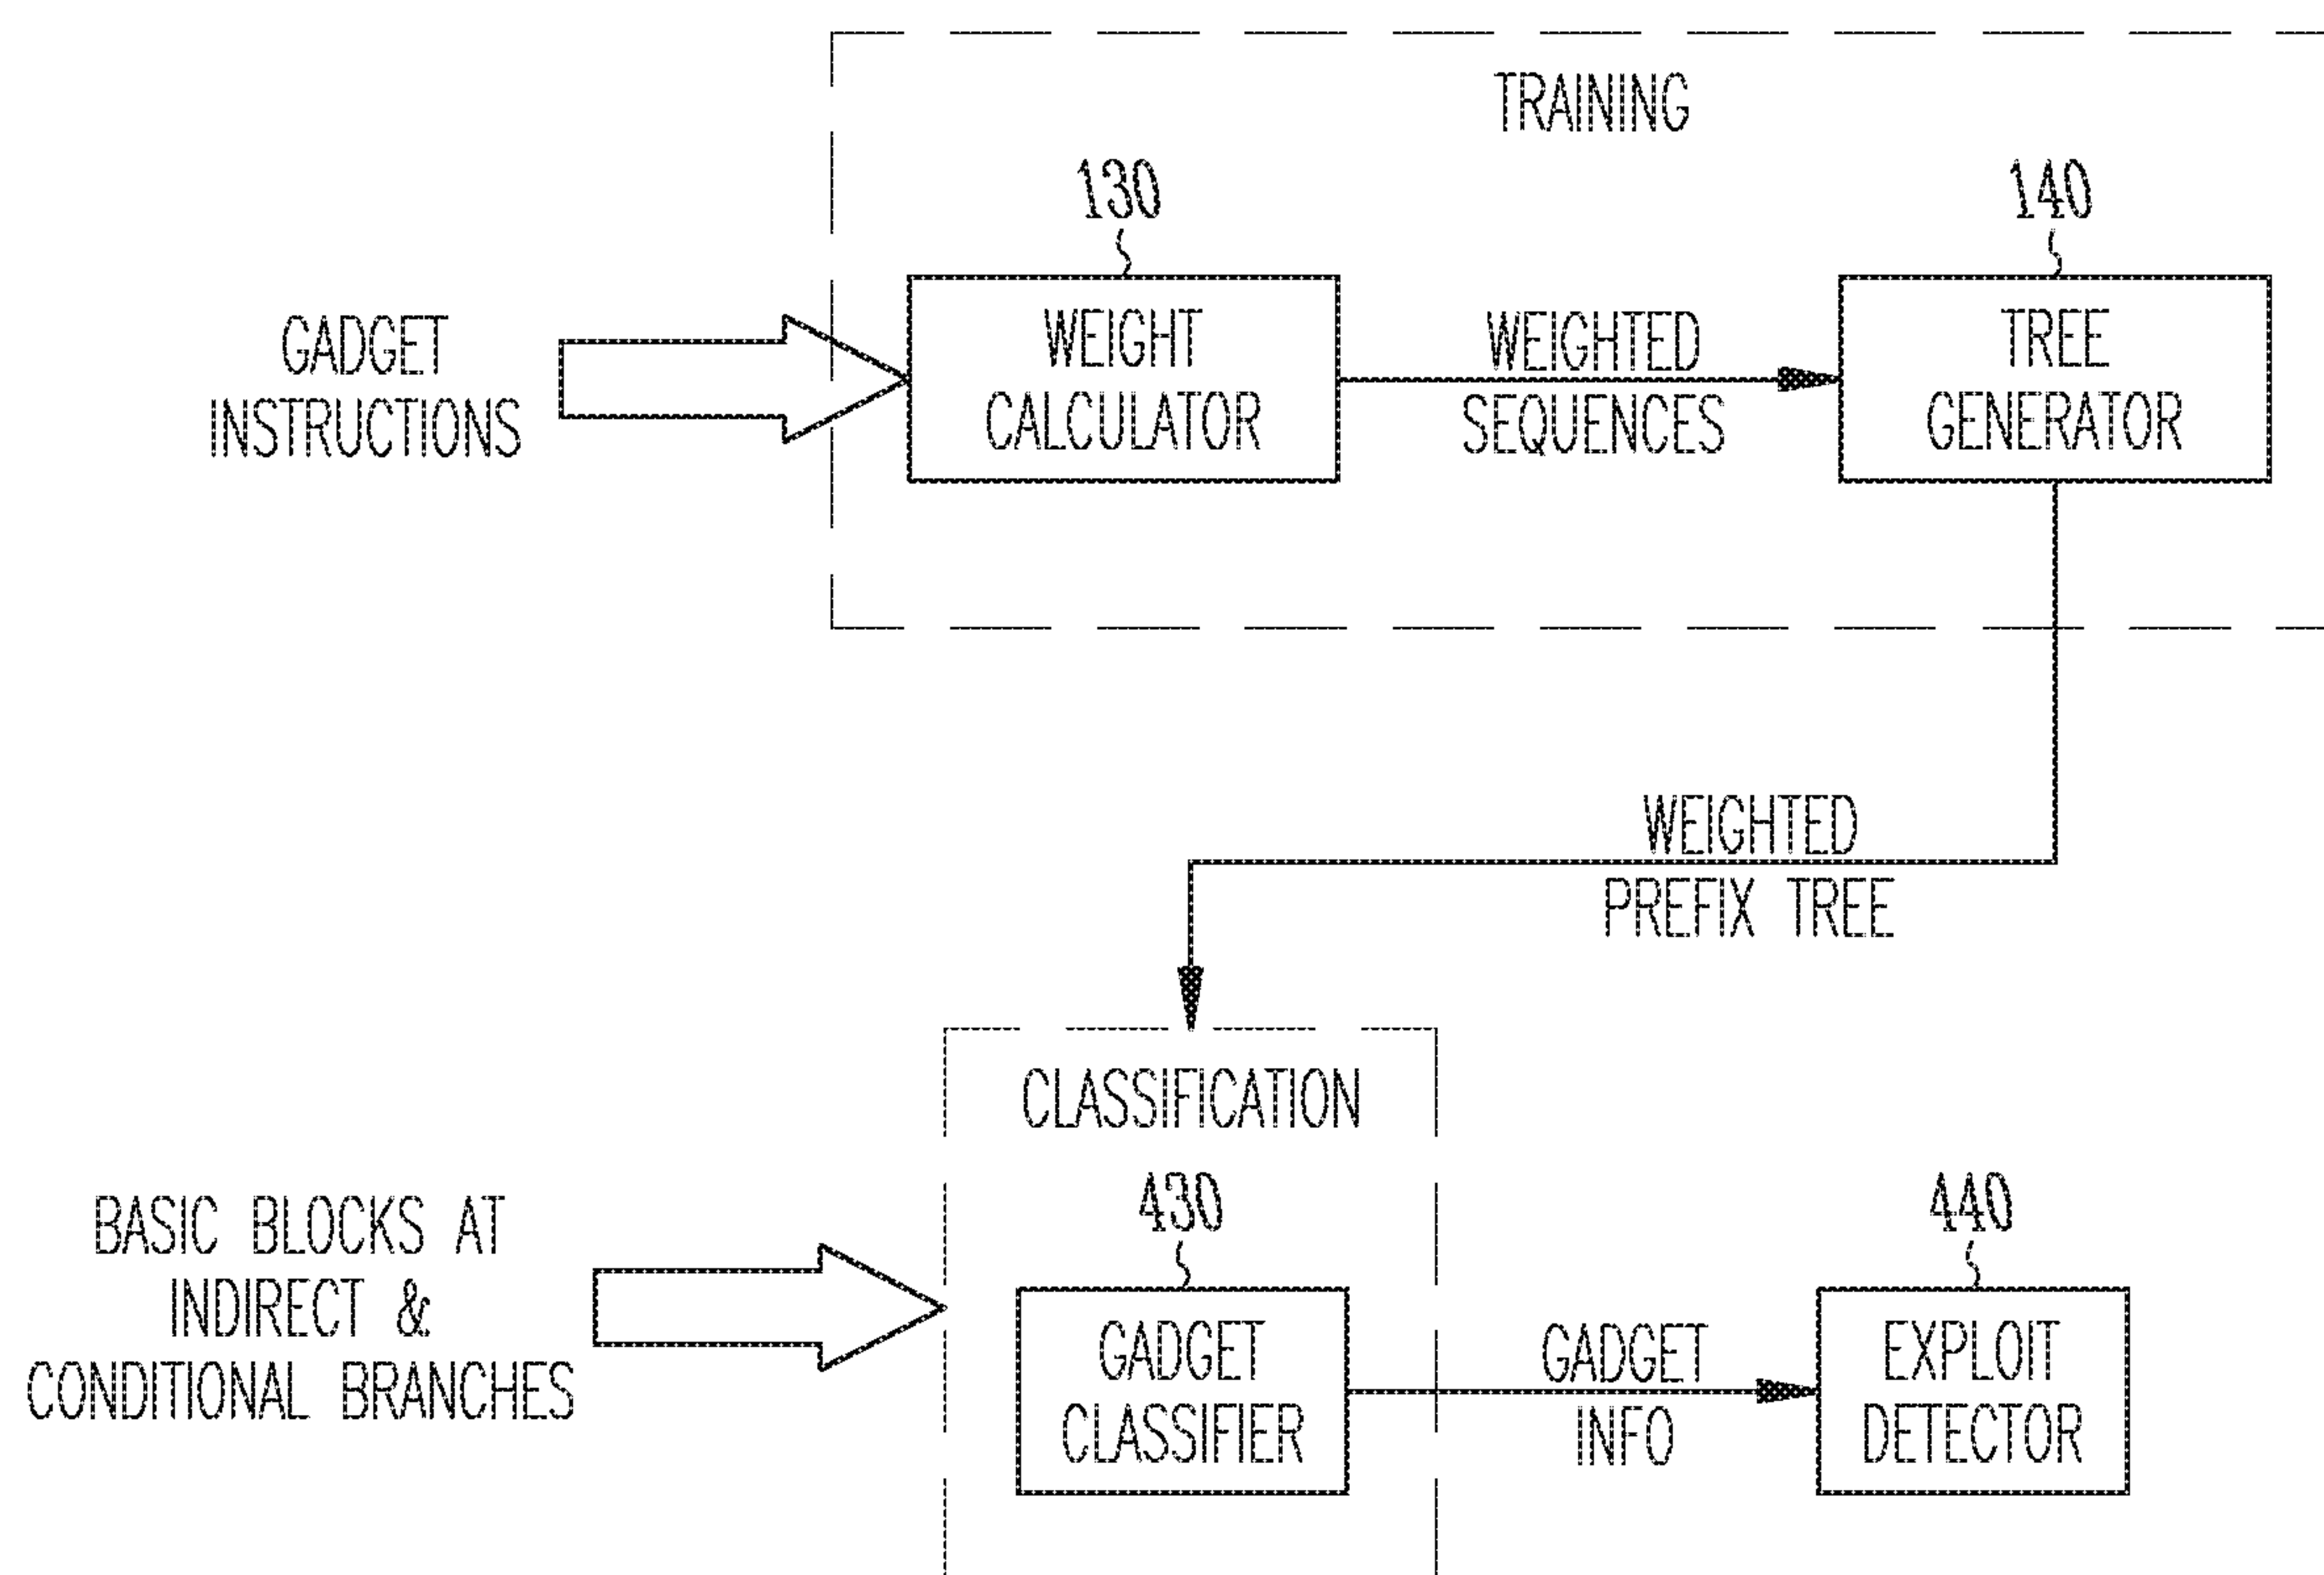 TRAINING
130
140
GADGET
INSTRUCTIONS
WEIGHT
CALCULATOR
WEIGHTED
SEQUENCES
TREE
GENERATOR
WEIGHTED
PREFIX TREE
CLASSIFICATION
BASIC BLOCKS AT
INDIRECT &
CONDITIONAL BRANCHES
430
440
GADGET
CLASSIFIER
GADGET
INFO
EXPLOIT
DETECTOR